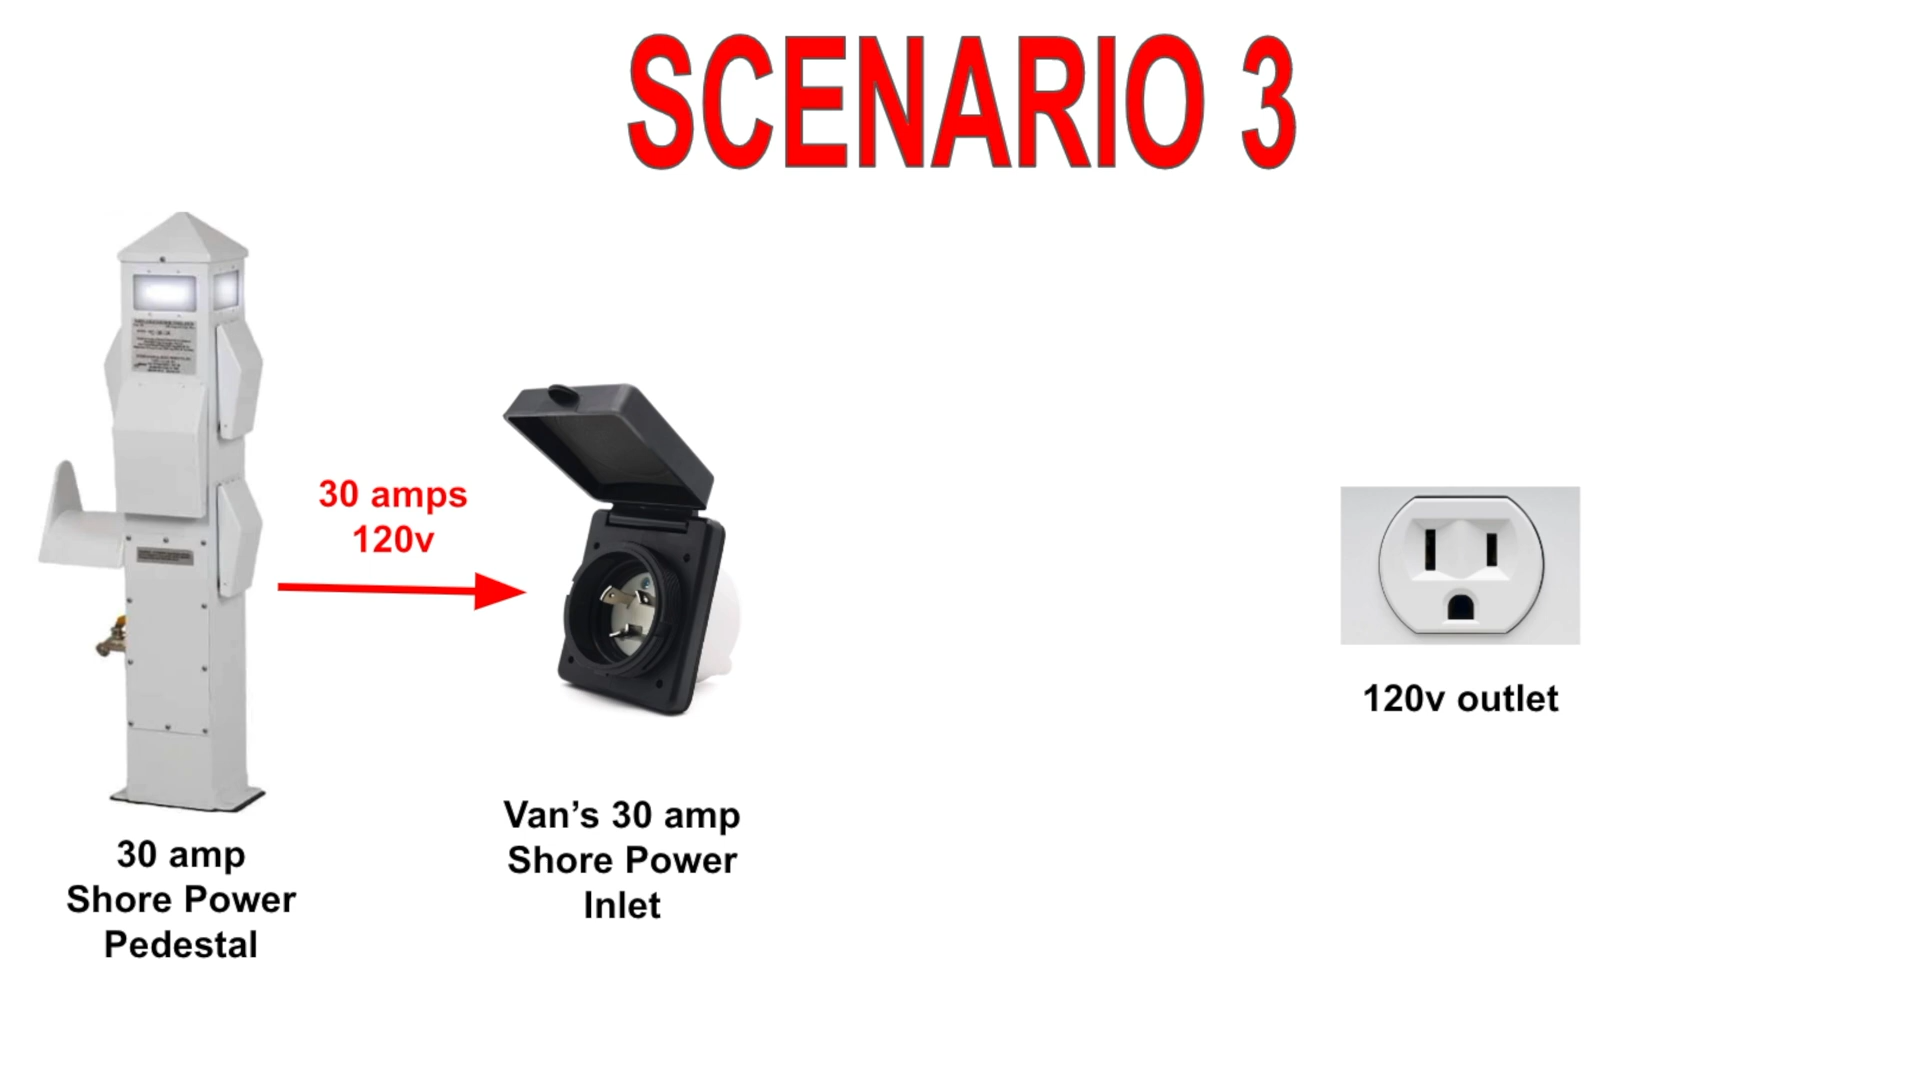 SCENARIO 3
30 amps
120v
120v outlet
Van’s 30 amp
Shore Power
Inlet
30 amp
Shore Power
Pedestal